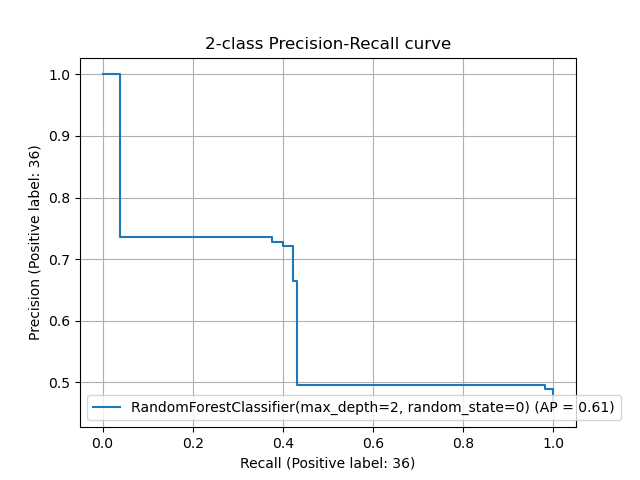 2-class Precision-Recall curve
Precision (Positive label: 36)
1.0
0.9
0.8
0.7
0.6
0.5
RandomForestClassifier(max_depth=2, random_state=0) (AP = 0.61)
0.0 0.2 0.4 0.6 0.8 1.0
Recall (Positive label: 36)